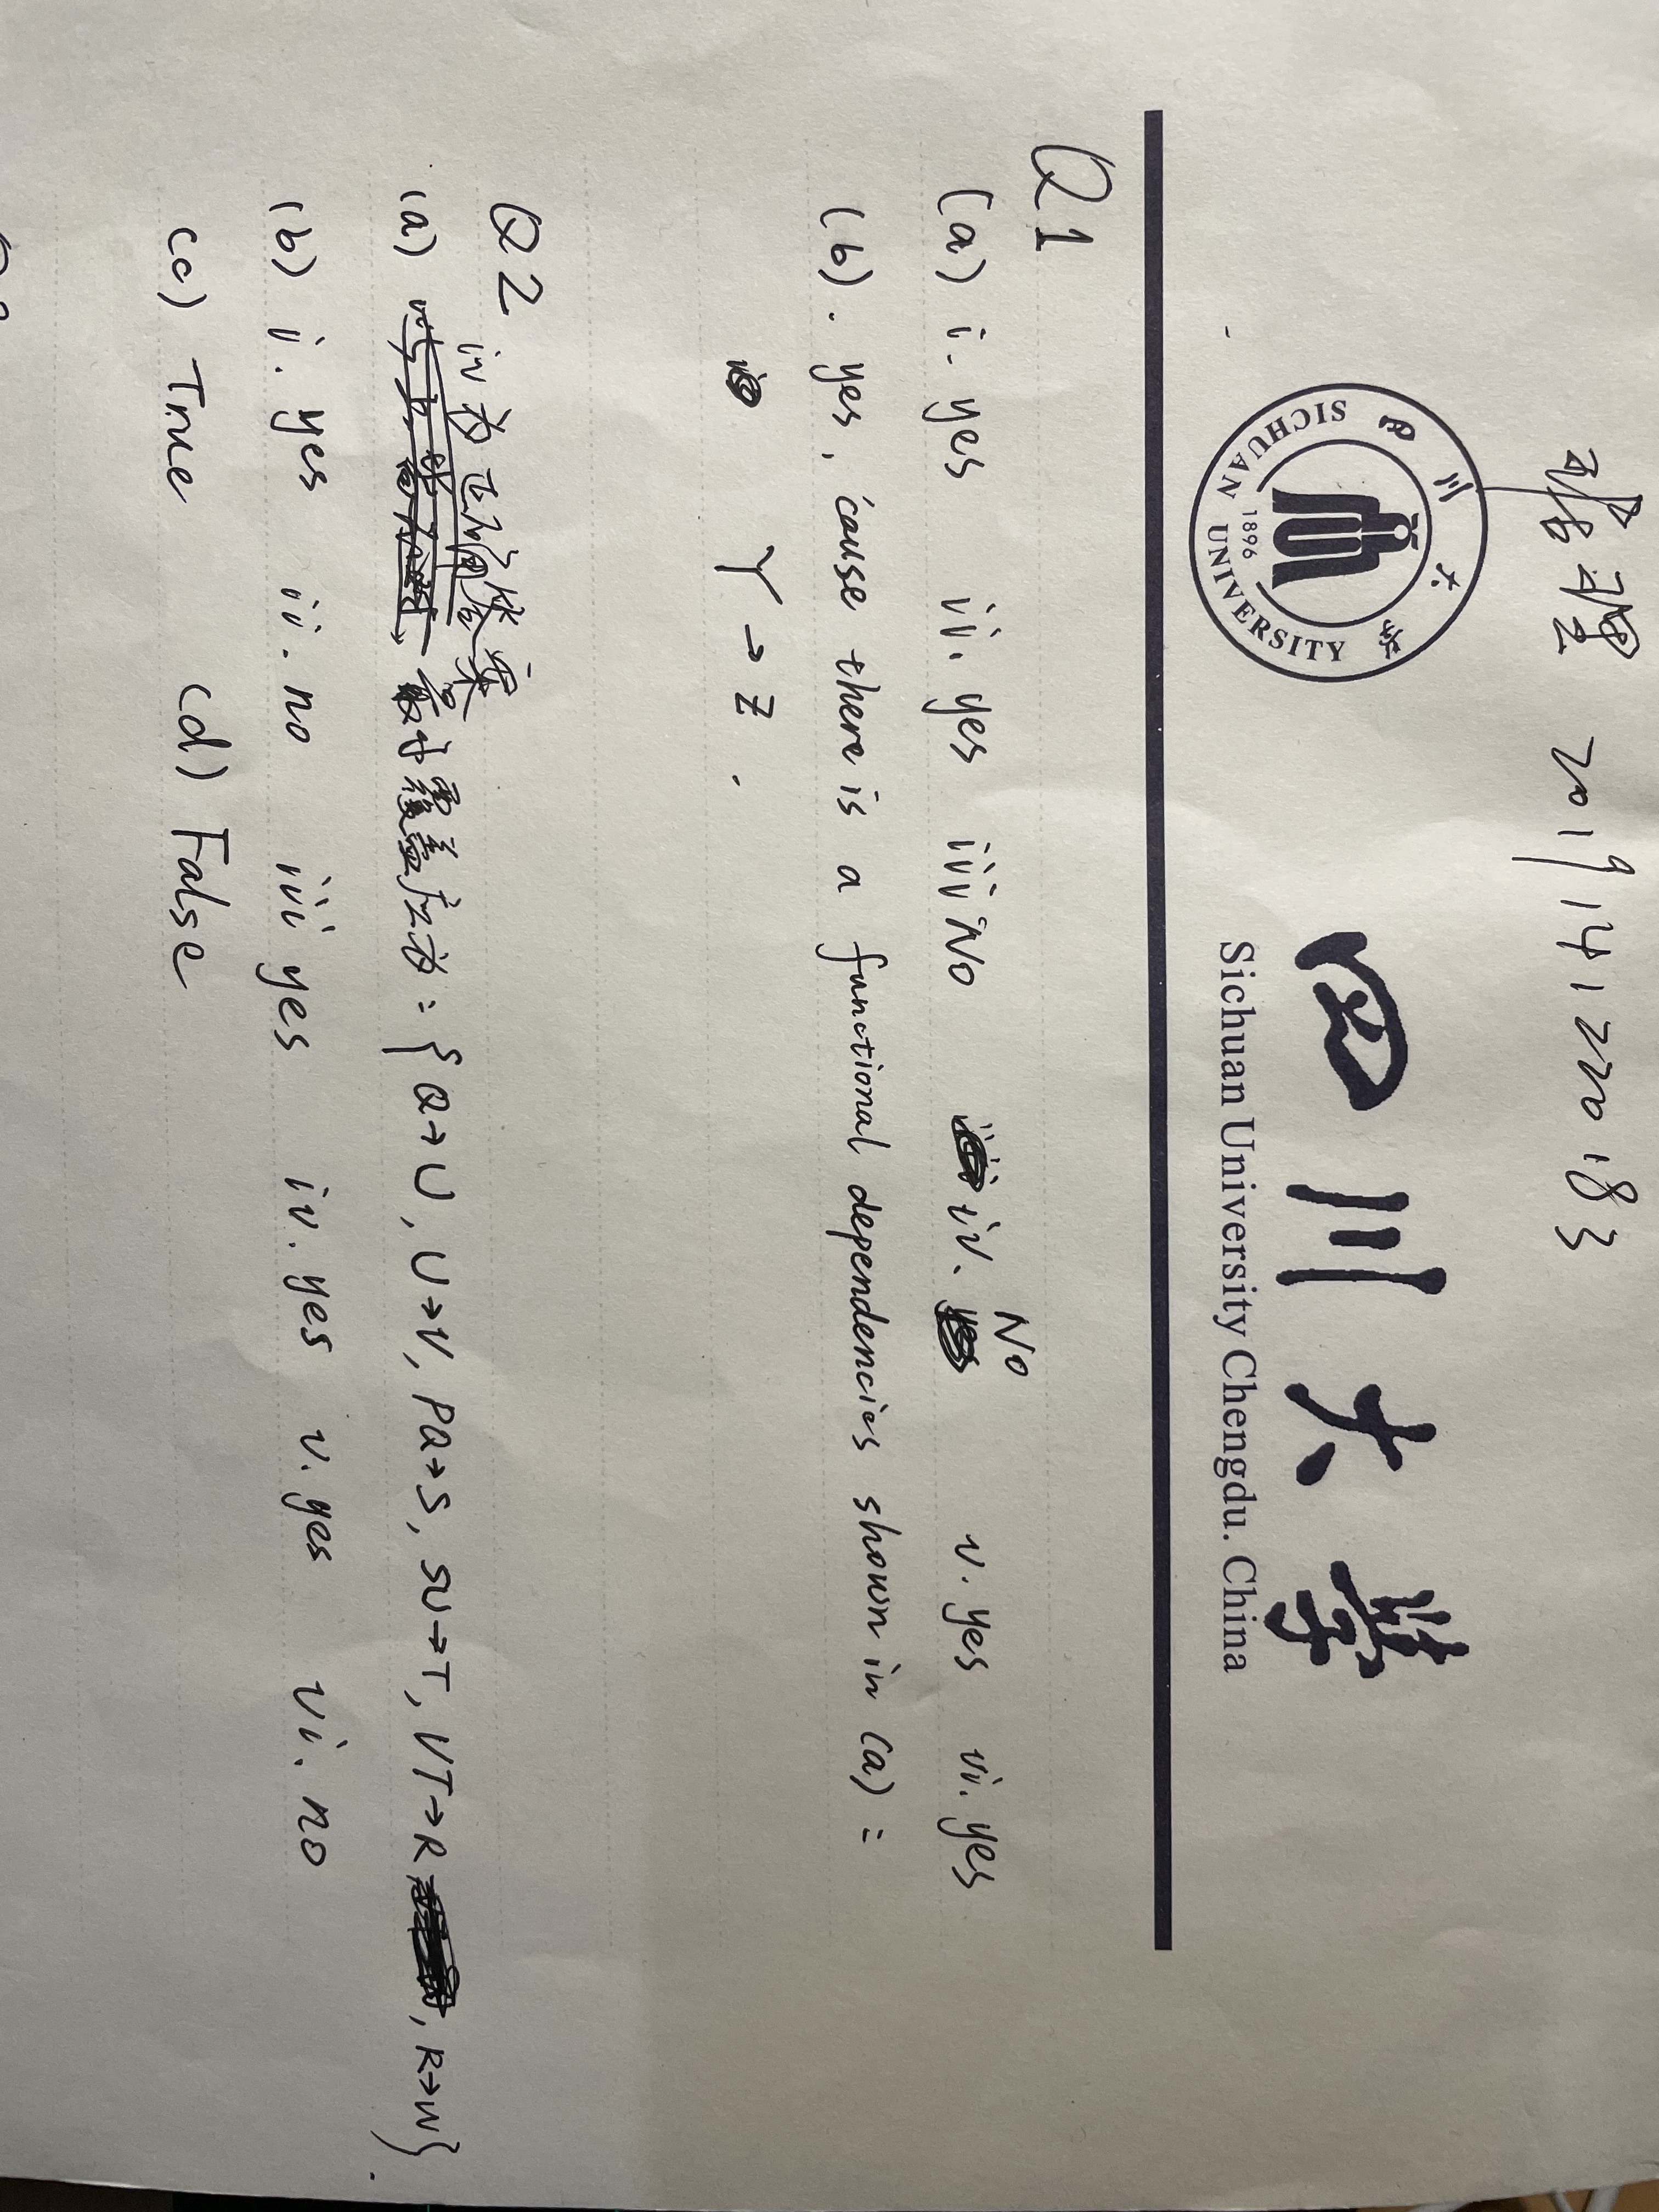 琚理 2019141220183
四川大学
SICHUAN UNIVERSITY
1896
四川大學
Sichuan University Chengdu. China
Q1
(a) i. yes ii. yes iii No iv. No v. yes vi. yes
(b). yes, 'cause there is a functional dependencies shown in (a):
Y → Z.
Q2
iv 为正确答案
(a) 最小覆盖应为:{Q→U, U→V, PQ→S, SU→T, VT→R, R→W}.
(b) i. yes ii. no iii yes iv. yes v. yes vi. no
(c) True (d) False